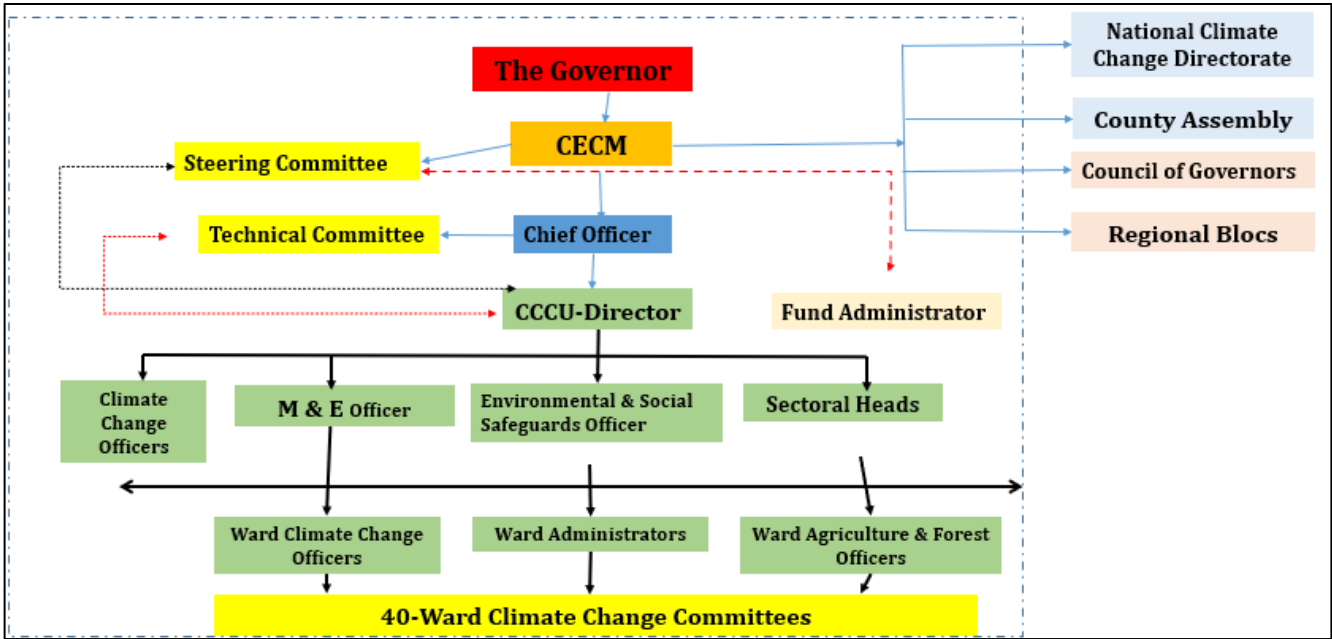 The Governor
National Climate
Change Directorate
CECM
County Assembly
Steering Committee
Council of Governors
Technical Committee
Chief Officer
Regional Blocs
CCCU-Director
Fund Administrator
Climate
Change
Officers
M & E Officer
Environmental & Social
Safeguards Officer
Sectoral Heads
Ward Climate Change
Officers
Ward Administrators
Ward Agriculture & Forest
Officers
40-Ward Climate Change Committees